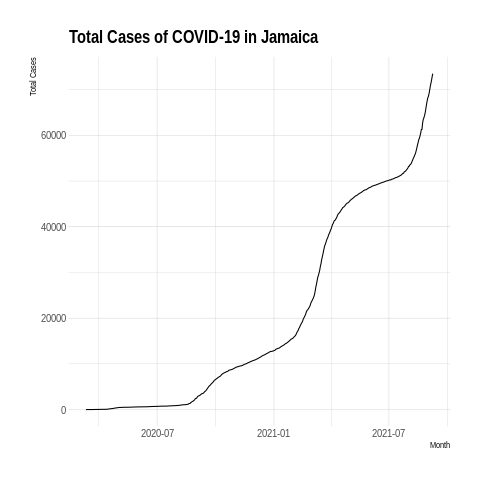 Total Cases of COVID-19 in Jamaica
Total Cases
60000
40000
20000
0
2020-07 2021-01 2021-07
Month